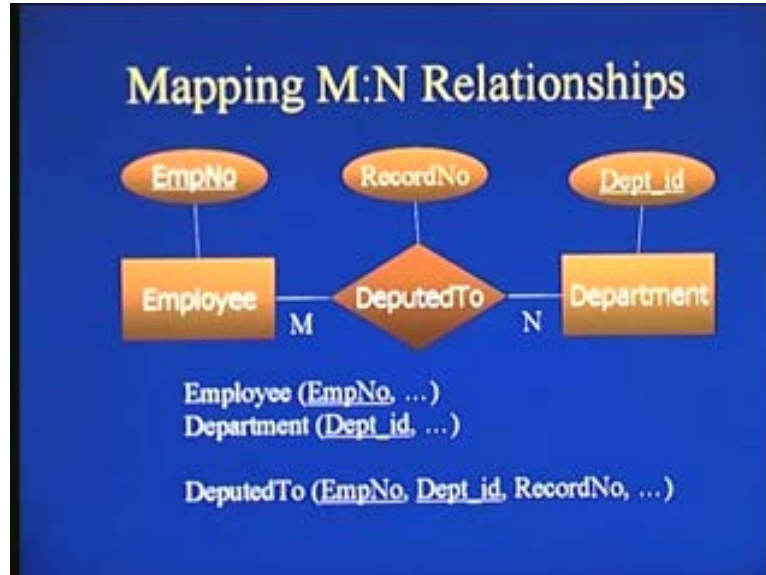 Mapping M:N Relationships
EmpNo RecordNo Dept_id
Employee M DeputedTo N Department
Employee (EmpNo, …)
Department (Dept_id, …)
DeputedTo (EmpNo, Dept_id, RecordNo, …)